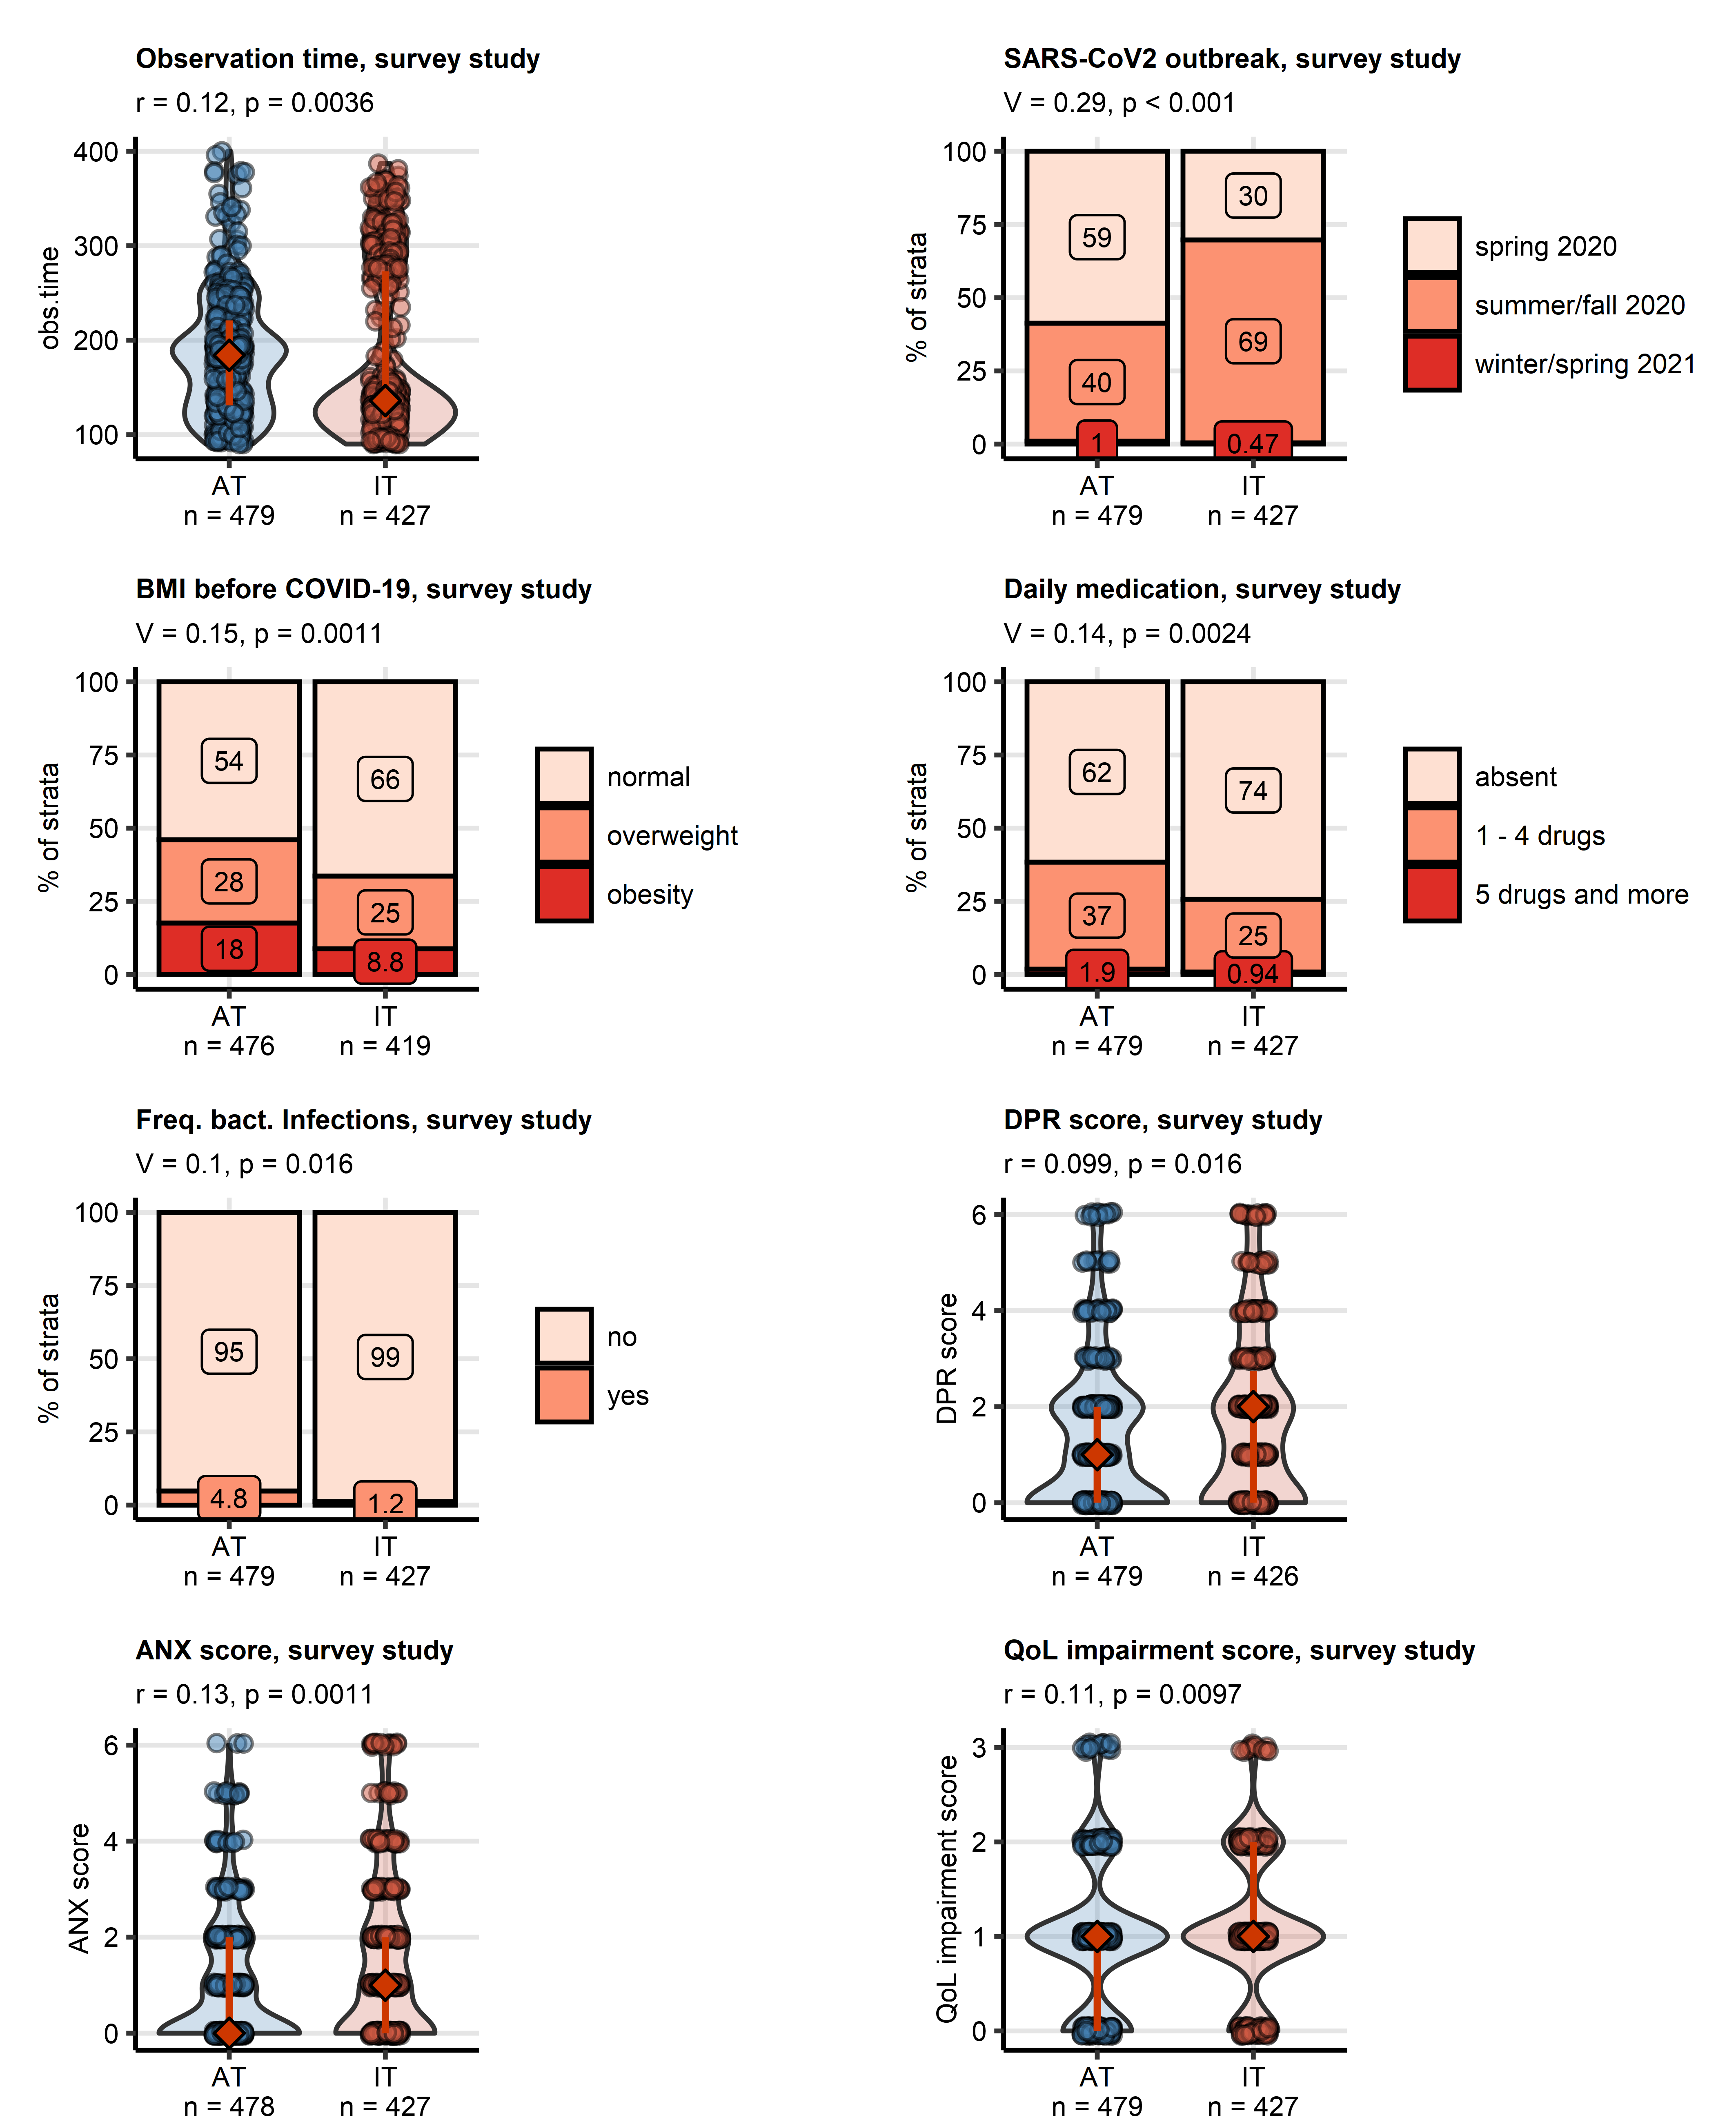 Observation time, survey study
r = 0.12, p = 0.0036
400
300
200
100
obs.time
AT
n = 479
IT
n = 427
SARS-CoV2 outbreak, survey study
V = 0.29, p < 0.001
100
75
50
25
0
% of strata
59
40
1
30
69
0.47
AT
n = 479
IT
n = 427
spring 2020
summer/fall 2020
winter/spring 2021
BMI before COVID-19, survey study
V = 0.15, p = 0.0011
100
75
50
25
0
% of strata
54
28
18
66
25
8.8
AT
n = 476
IT
n = 419
normal
overweight
obesity
Daily medication, survey study
V = 0.14, p = 0.0024
100
75
50
25
0
% of strata
62
37
1.9
74
25
0.94
AT
n = 479
IT
n = 427
absent
1 - 4 drugs
5 drugs and more
Freq. bact. Infections, survey study
V = 0.1, p = 0.016
100
75
50
25
0
% of strata
95
4.8
99
1.2
AT
n = 479
IT
n = 427
no
yes
DPR score, survey study
r = 0.099, p = 0.016
6
4
2
0
DPR score
AT
n = 479
IT
n = 426
ANX score, survey study
r = 0.13, p = 0.0011
6
4
2
0
ANX score
AT
n = 478
IT
n = 427
QoL impairment score, survey study
r = 0.11, p = 0.0097
3
2
1
0
QoL impairment score
AT
n = 479
IT
n = 427